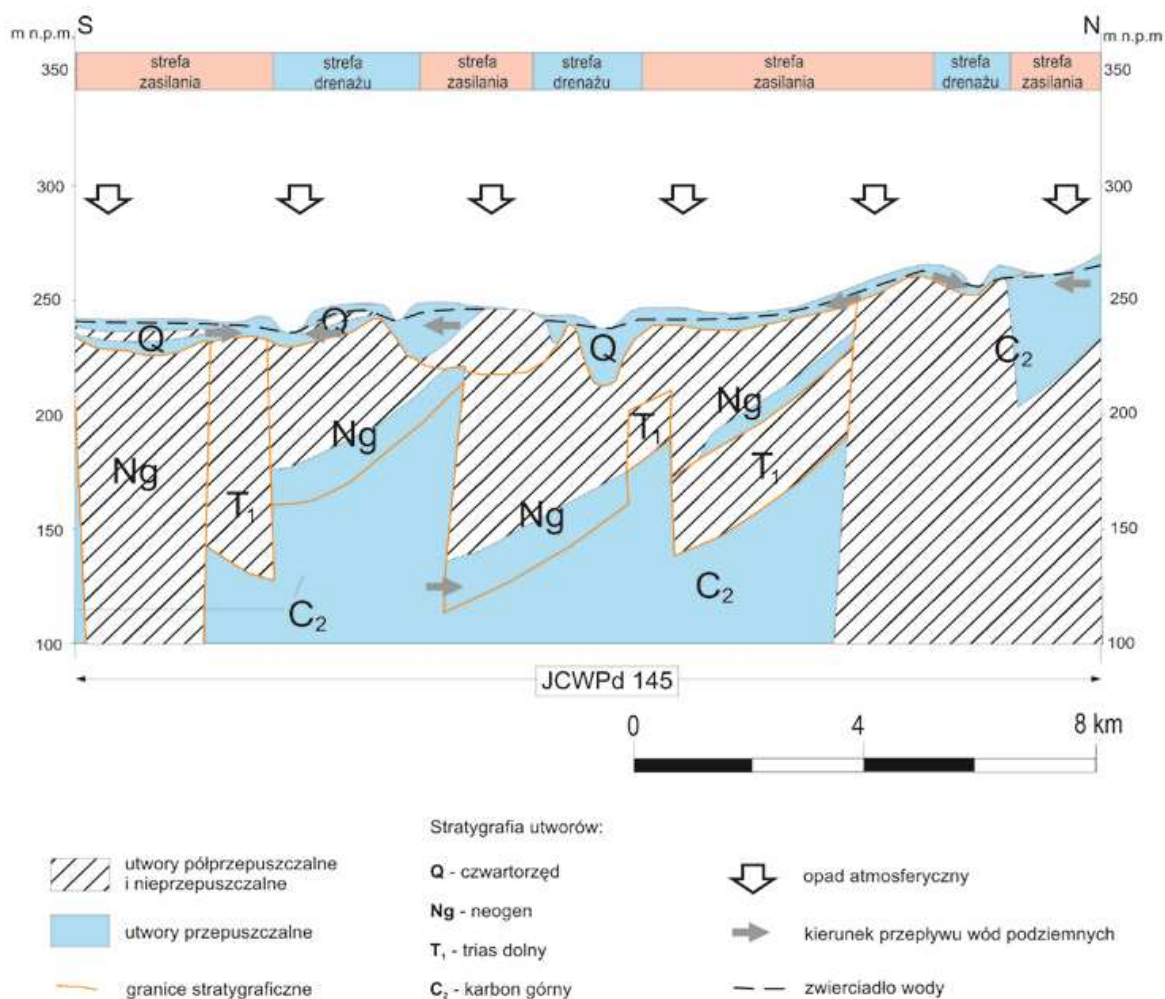 S
N
m n.p.m.
m n.p.m
350
strefa zasilania
strefa drenażu
strefa zasilania
strefa drenażu
strefa zasilania
strefa drenażu
strefa zasilania
350
300
300
250
250
Q
Q
Q
C₂
200
200
Ng
Ng
T₁
Ng
T₁
Ng
T₁
150
150
C₂
C₂
100
100
JCWPd 145
0
4
8 km
Stratygrafia utworów:
utwory półprzepuszczalne
i nieprzepuszczalne
utwory przepuszczalne
granice stratygraficzne
Q - czwartorzęd
Ng - neogen
T₁ - trias dolny
C₂ - karbon górny
opad atmosferyczny
kierunek przepływu wód podziemnych
zwierciadło wody